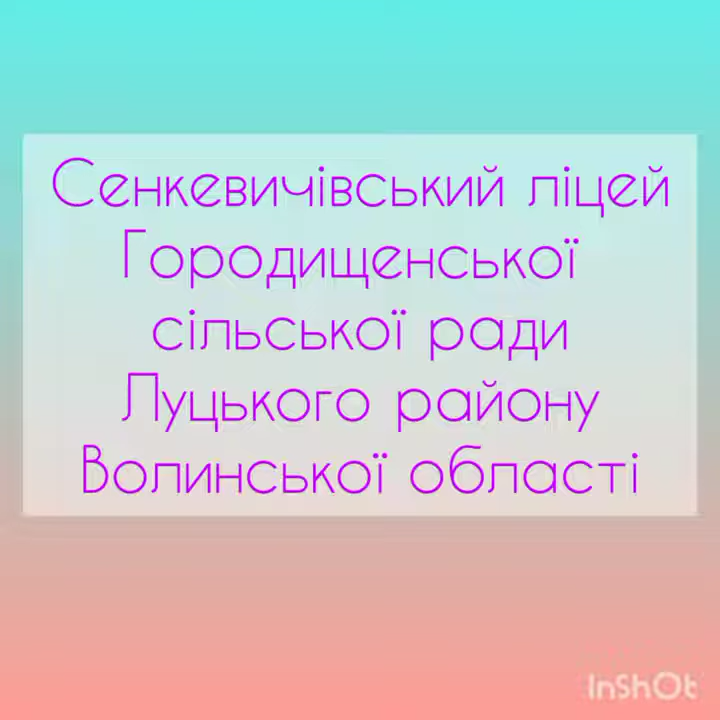 Сенкевичівський ліцей
Городищенської
сільської ради
Луцького району
Волинської області
InShOt